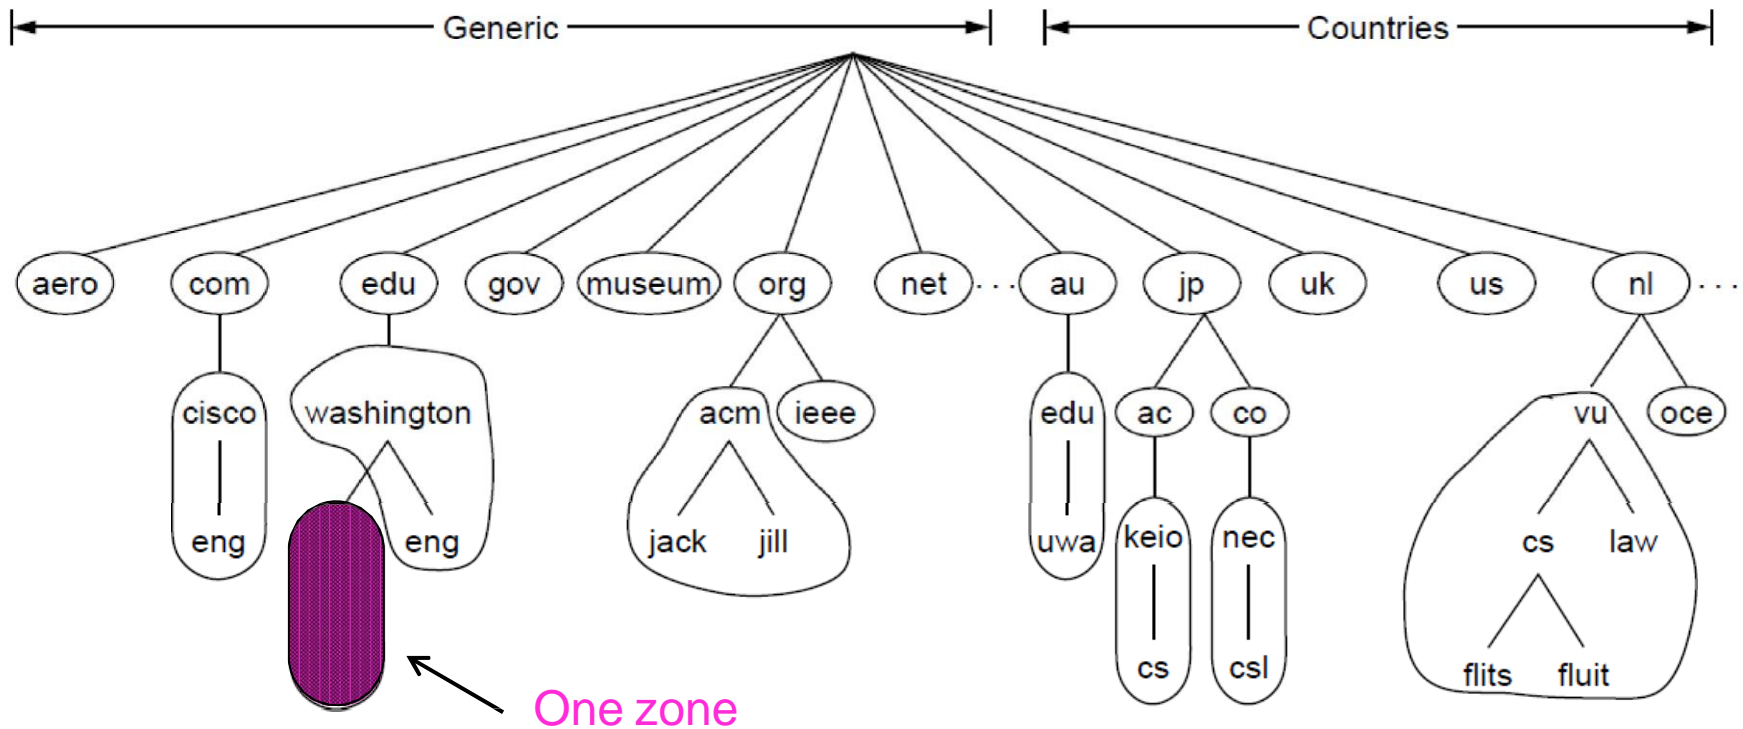 Generic Countries
aero com edu gov museum org net ... au jp uk us nl ...
cisco washington acm ieee edu ac co vu oce
eng eng jack jill uwa keio nec cs law
cs csl flits fluit
One zone